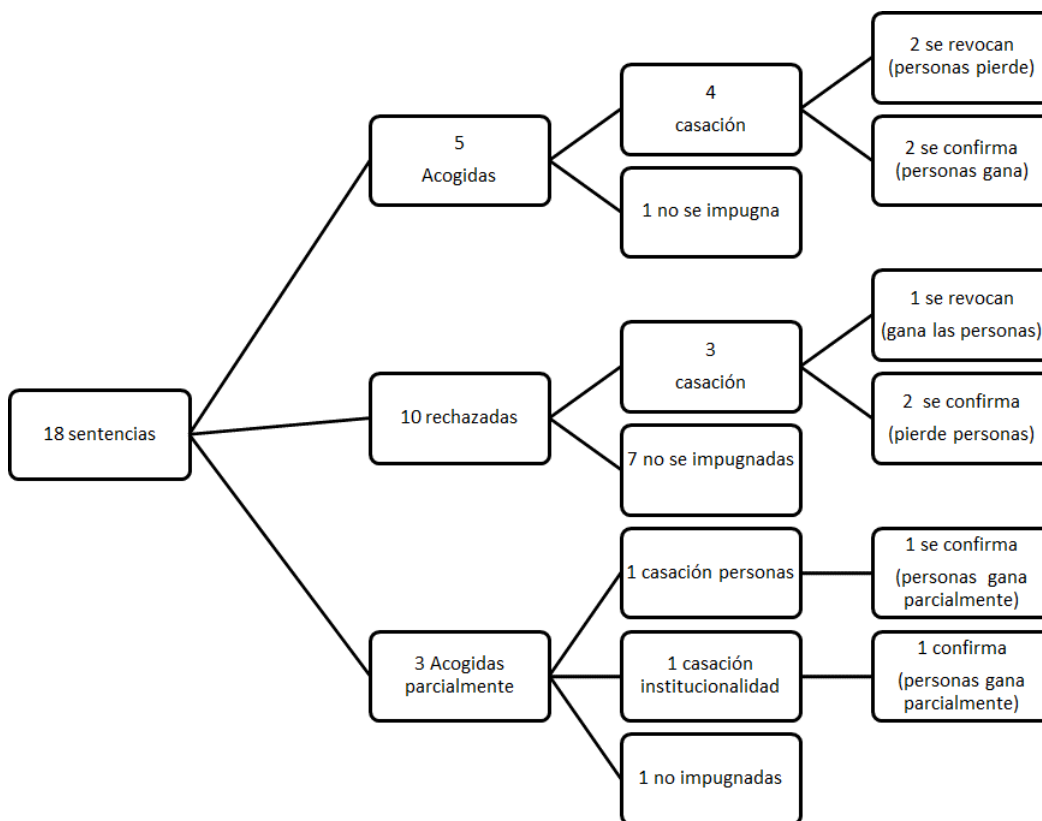 18 sentencias
5
Acogidas
4
casación
2 se revocan
(personas pierde)
2 se confirma
(personas gana)
1 no se impugna
10 rechazadas
3
casación
1 se revocan
(gana las personas)
2 se confirma
(pierde personas)
7 no se impugnadas
3 Acogidas
parcialmente
1 casación personas
1 se confirma
(personas gana
parcialmente)
1 casación
institucionalidad
1 confirma
(personas gana
parcialmente)
1 no impugnadas